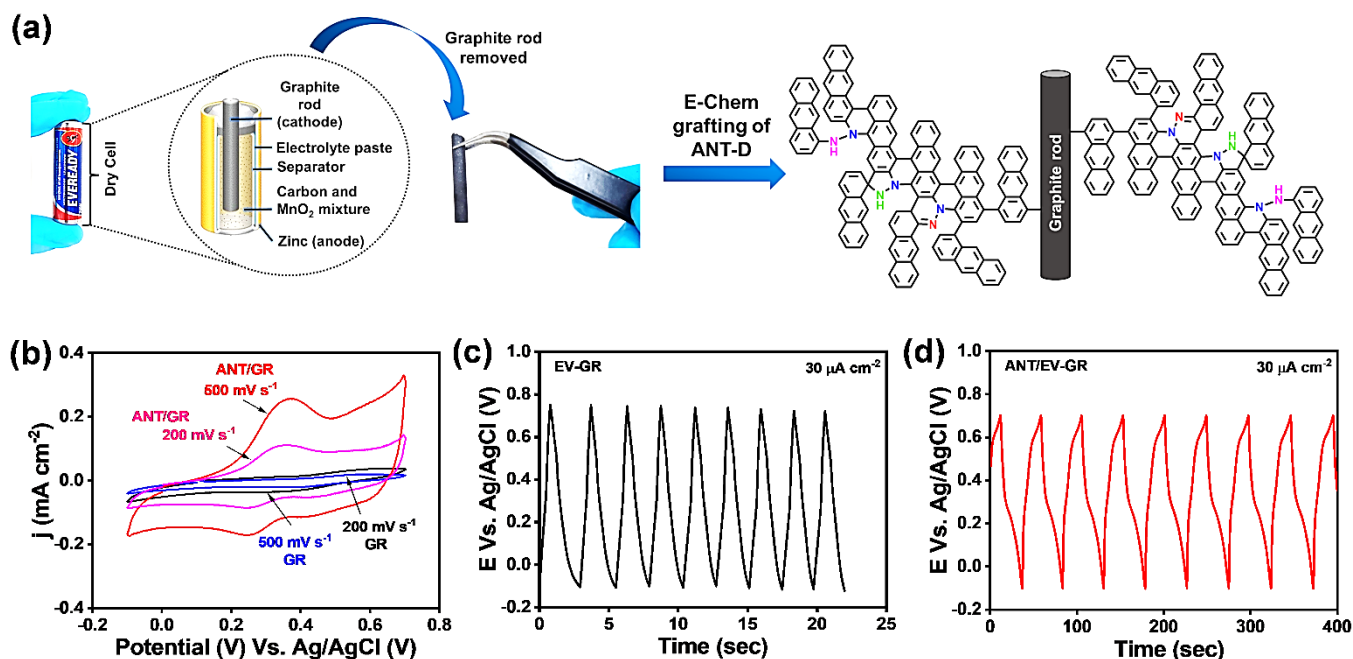 (a)
EVEREADY
Dry Cell
Graphite
rod
(cathode)
Electrolyte paste
Separator
Carbon and
MnO₂ mixture
Zinc (anode)
Graphite rod
removed
E-Chem
grafting of
ANT-D
N
H
N
N
N
H
N
N
Graphite rod
N
N
H
N
N
N
N
H
(b)
ANT/GR
500 mV s⁻¹
ANT/GR
200 mV s⁻¹
200 mV s⁻¹
GR
500 mV s⁻¹
GR
j (mA cm⁻²)
0.4
0.2
0.0
-0.2
-0.4
-0.2 0.0 0.2 0.4 0.6 0.8
Potential (V) Vs. Ag/AgCl (V)
(c)
EV-GR 30 μA cm⁻²
E Vs. Ag/AgCl (V)
1.0
0.8
0.6
0.4
0.2
0.0
-0.2
0 5 10 15 20 25
Time (sec)
(d)
ANT/EV-GR 30 μA cm⁻²
E Vs. Ag/AgCl (V)
1.0
0.8
0.6
0.4
0.2
0.0
-0.2
0 100 200 300 400
Time (sec)